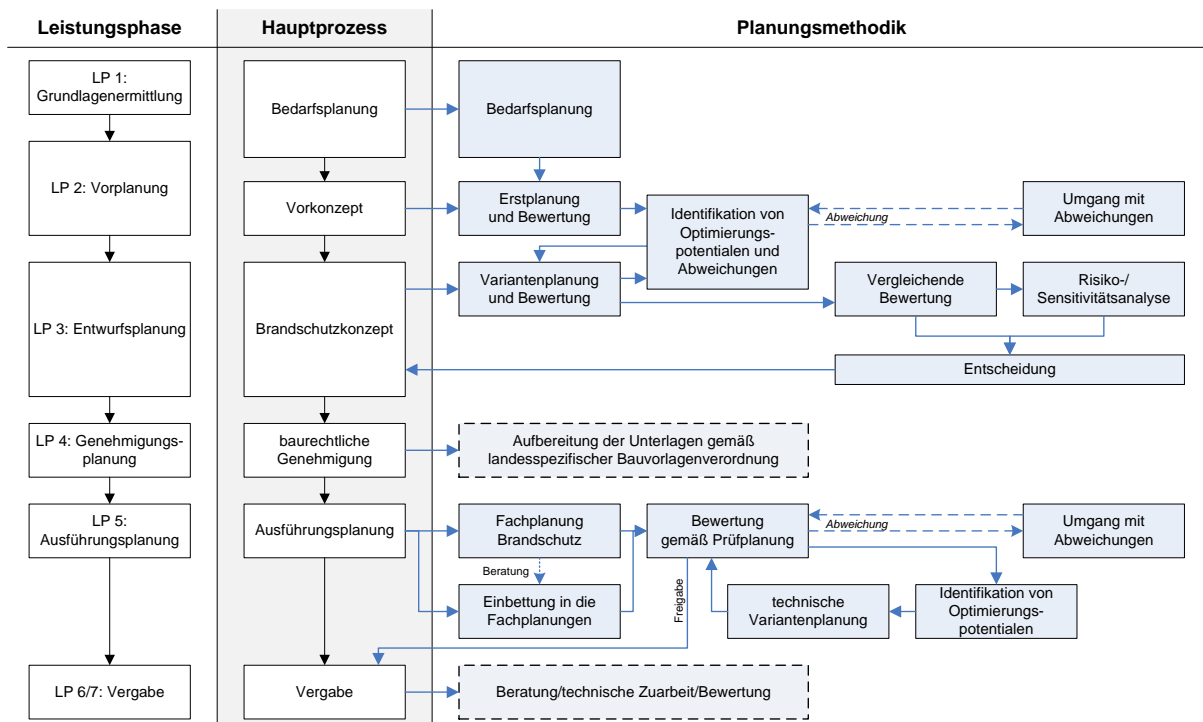 Leistungsphase
Hauptprozess
Planungsmethodik
LP 1:
Grundlagenermittlung
Bedarfsplanung
Bedarfsplanung
LP 2: Vorplanung
Vorkonzept
Erstplanung
und Bewertung
Identifikation von
Optimierungs-
potentialen und
Abweichungen
Abweichung
Umgang mit
Abweichungen
LP 3: Entwurfsplanung
Brandschutzkonzept
Variantenplanung
und Bewertung
Vergleichende
Bewertung
Risiko-/
Sensitivitätsanalyse
Entscheidung
LP 4: Genehmigungs-
planung
baurechtliche
Genehmigung
Aufbereitung der Unterlagen gemäß
landesspezifischer Bauvorlagenverordnung
LP 5:
Ausführungsplanung
Ausführungsplanung
Fachplanung
Brandschutz
Beratung
Einbettung in die
Fachplanungen
Bewertung
gemäß Prüfplanung
Abweichung
Umgang mit
Abweichungen
Freigabe
technische
Variantenplanung
Identifikation von
Optimierungs-
potentialen
LP 6/7: Vergabe
Vergabe
Beratung/technische Zuarbeit/Bewertung